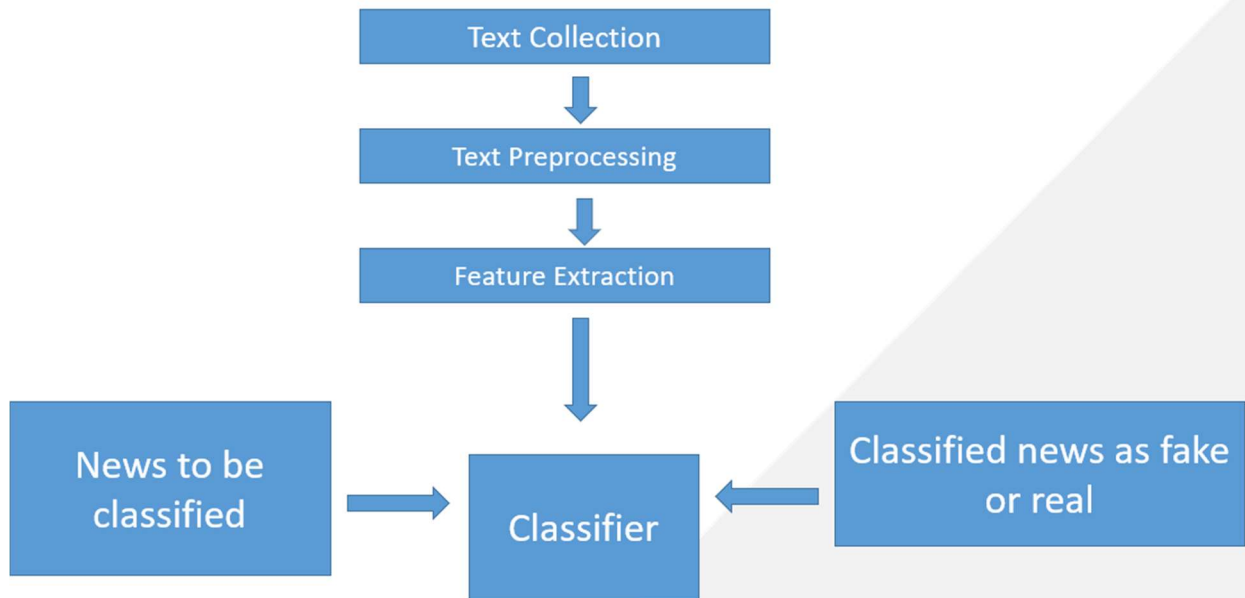 Text Collection
Text Preprocessing
Feature Extraction
News to be
classified
Classifier
Classified news as fake
or real